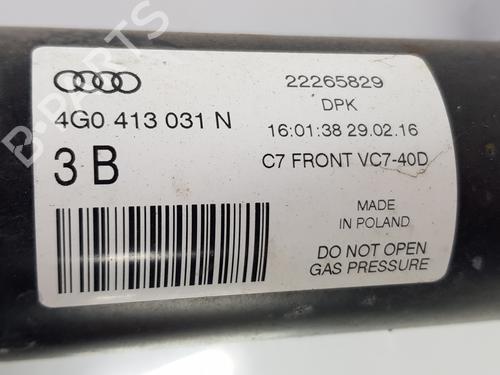 4G0 413 031 N
3 B
22265829
DPK
16:01:38 29.02.16
C7 FRONT VC7-40D
MADE
IN POLAND
DO NOT OPEN
GAS PRESSURE
B-PARTS